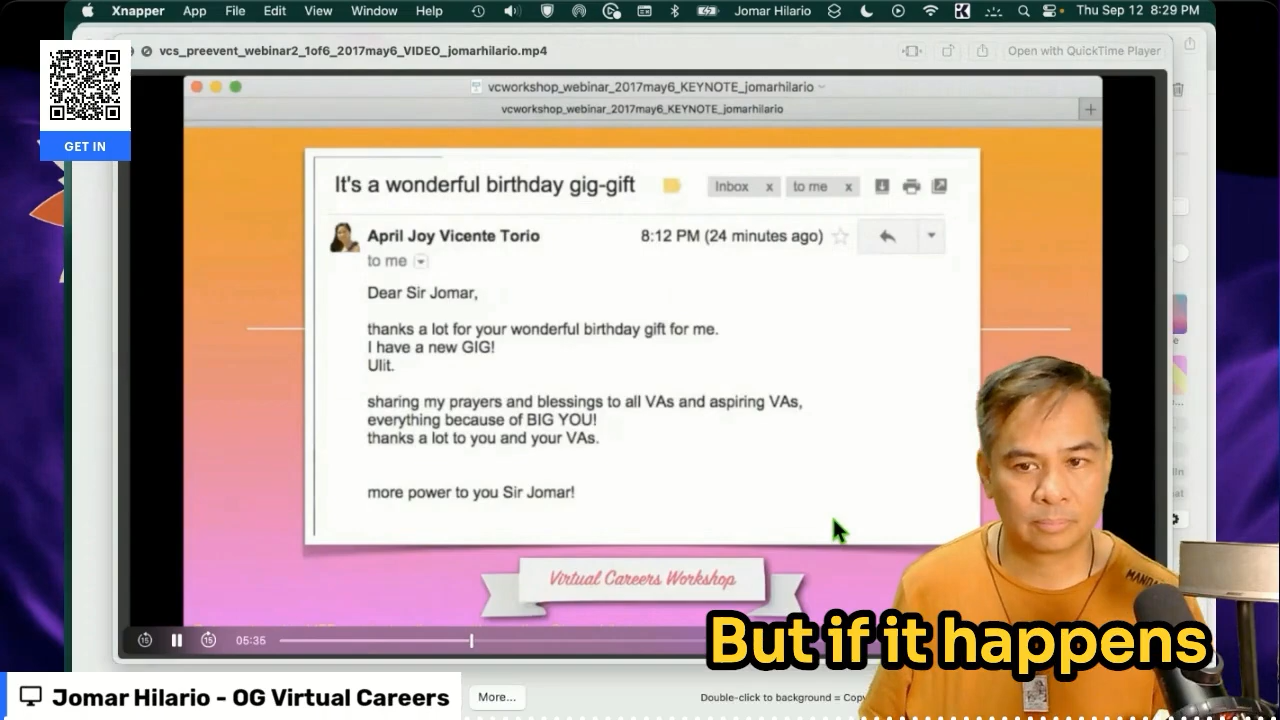 Xnapper App File Edit View Window Help Jomar Hilario Thu Sep 12 8:29 PM
vcs_preevent_webinar2_1of6_2017may6_VIDEO_jomarhilario.mp4
Open with QuickTime Player
GET IN
vcworkshop_webinar_2017may6_KEYNOTE_jomarhilario
vcworkshop_webinar_2017may6_KEYNOTE_jomarhilario
It's a wonderful birthday gig-gift Inbox x to me x
April Joy Vicente Torio 8:12 PM (24 minutes ago)
to me
Dear Sir Jomar,
thanks a lot for your wonderful birthday gift for me.
I have a new GIG!
Ulit.
sharing my prayers and blessings to all VAs and aspiring VAs,
everything because of BIG YOU!
thanks a lot to you and your VAs.
more power to you Sir Jomar!
Virtual Careers Workshop
15 15 05:35
But if it happens
Jomar Hilario - OG Virtual Careers
More...
Double-click to background =